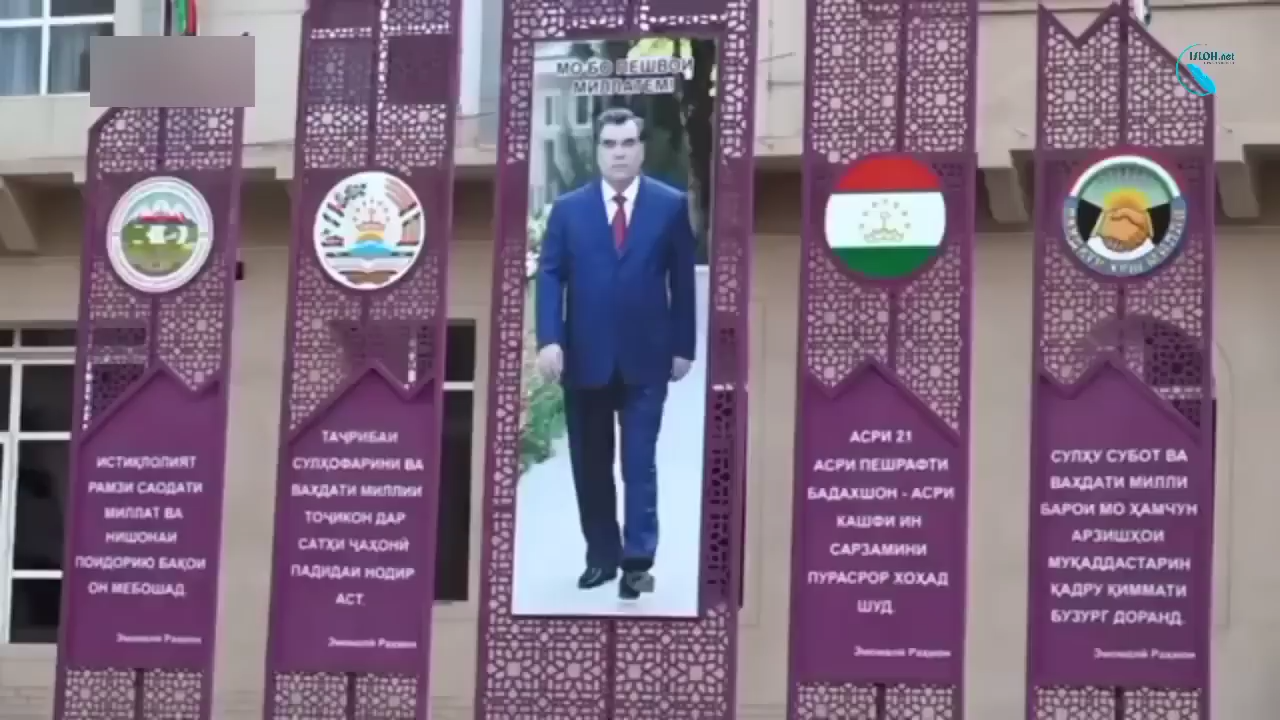 ISLOH.net
МО БО ПЕШВОИ
МИЛЛАТЕМ!
ИСТИҚЛОЛИЯТ
РАМЗИ САОДАТИ
МИЛЛАТ ВА
НИШОНАИ
ПОЙДОРИЮ БАҚОИ
ОН МЕБОШАД.
Эмомалӣ Раҳмон
ТАҶРИБАИ
СУЛҲОФАРИНИ ВА
ВАҲДАТИ МИЛЛИИ
ТОҶИКОН ДАР
САТҲИ ҶАҲОНӢ
ПАДИДАИ НОДИР
АСТ.
Эмомалӣ Раҳмон
АСРИ 21
АСРИ ПЕШРАФТИ
БАДАХШОН - АСРИ
КАШФИ ИН
САРЗАМИНИ
ПУРАСРОР ХОҲАД
ШУД.
Эмомалӣ Раҳмон
СУЛҲУ СУБОТ ВА
ВАҲДАТИ МИЛЛИ
БАРОИ МО ҲАМЧУН
АРЗИШҲОИ
МУҚАДДАСТАРИН
ҚАДРУ ҚИММАТИ
БУЗУРГ ДОРАНД.
Эмомалӣ Раҳмон